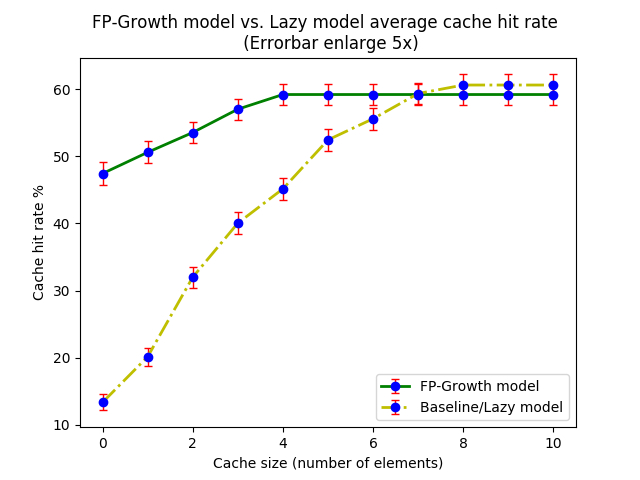 FP-Growth model vs. Lazy model average cache hit rate
(Errorbar enlarge 5x)
Cache hit rate %
60
50
40
30
20
10
0
2
4
6
8
10
Cache size (number of elements)
FP-Growth model
Baseline/Lazy model